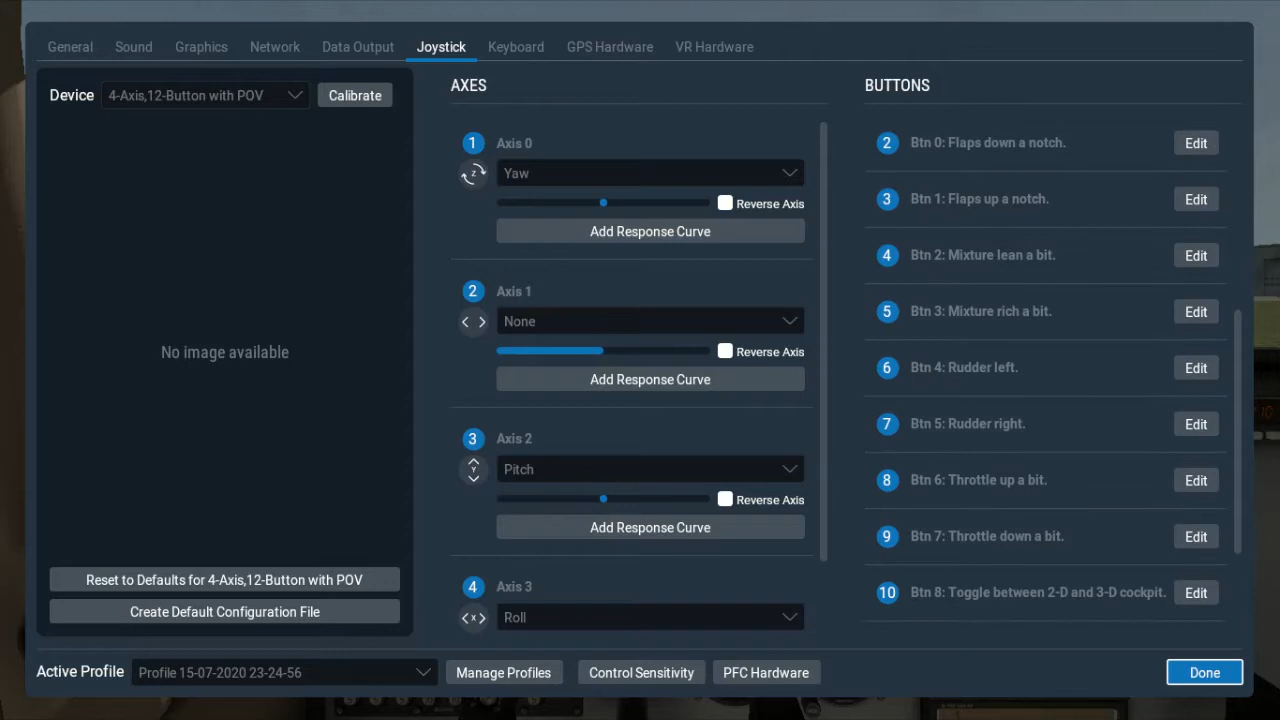 General Sound Graphics Network Data Output Joystick Keyboard GPS Hardware VR Hardware
Device 4-Axis,12-Button with POV Calibrate
No image available
Reset to Defaults for 4-Axis,12-Button with POV
Create Default Configuration File
AXES
1 Axis 0
Z Yaw
Reverse Axis
Add Response Curve
2 Axis 1
None
Reverse Axis
Add Response Curve
3 Axis 2
Y Pitch
Reverse Axis
Add Response Curve
4 Axis 3
X Roll
BUTTONS
2 Btn 0: Flaps down a notch. Edit
3 Btn 1: Flaps up a notch. Edit
4 Btn 2: Mixture lean a bit. Edit
5 Btn 3: Mixture rich a bit. Edit
6 Btn 4: Rudder left. Edit
7 Btn 5: Rudder right. Edit
8 Btn 6: Throttle up a bit. Edit
9 Btn 7: Throttle down a bit. Edit
10 Btn 8: Toggle between 2-D and 3-D cockpit. Edit
Active Profile Profile 15-07-2020 23-24-56 Manage Profiles Control Sensitivity PFC Hardware Done